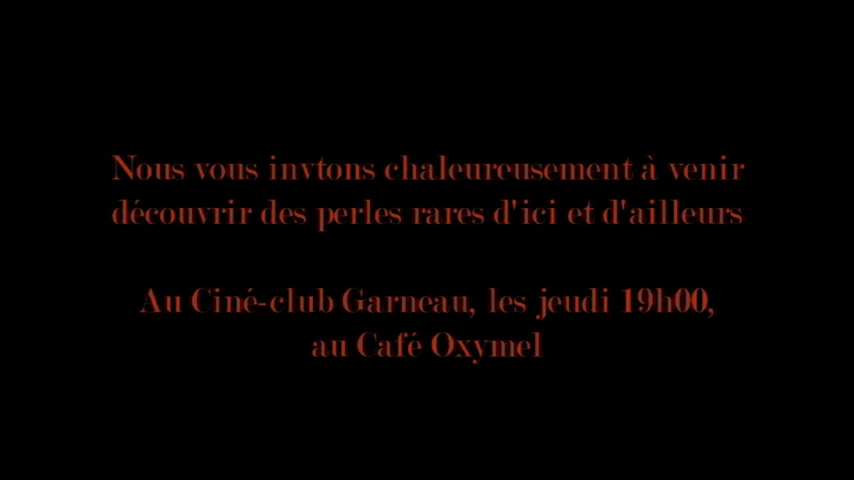 Nous vous invtons chaleureusement à venir
découvrir des perles rares d'ici et d'ailleurs
Au Ciné-club Garneau, les jeudi 19h00,
au Café Oxymel